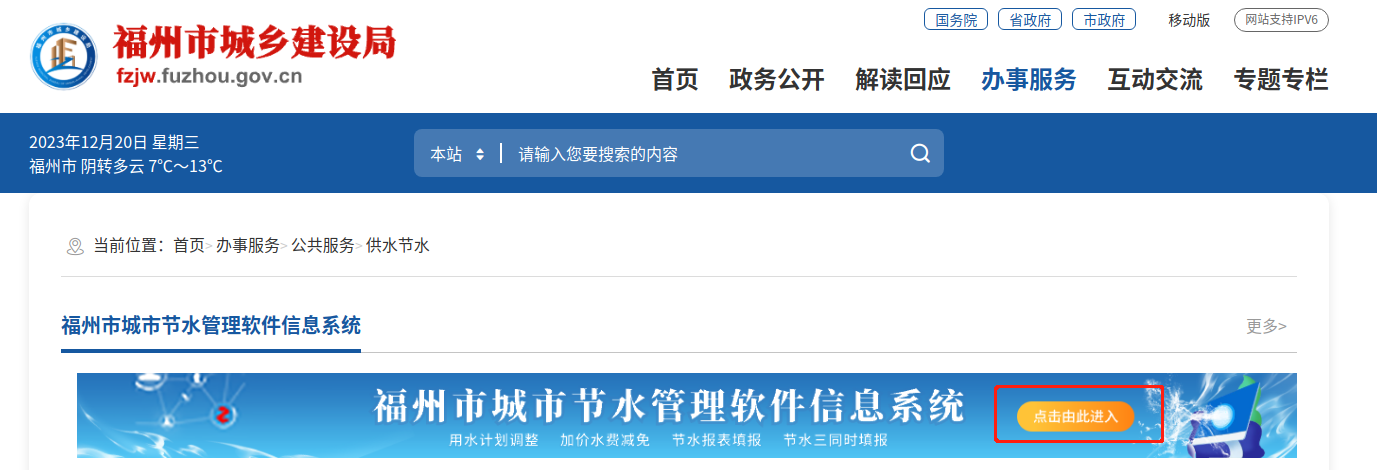 国务院 省政府 市政府 移动版 网站支持IPV6
福州市城乡建设局
fzjw.fuzhou.gov.cn
首页 政务公开 解读回应 办事服务 互动交流 专题专栏
2023年12月20日 星期三
福州市 阴转多云 7℃～13℃
本站 请输入您要搜索的内容
当前位置：首页> 办事服务> 公共服务> 供水节水
福州市城市节水管理软件信息系统 更多>
福州市城市节水管理软件信息系统
点击由此进入
用水计划调整 加价水费减免 节水报表填报 节水三同时填报